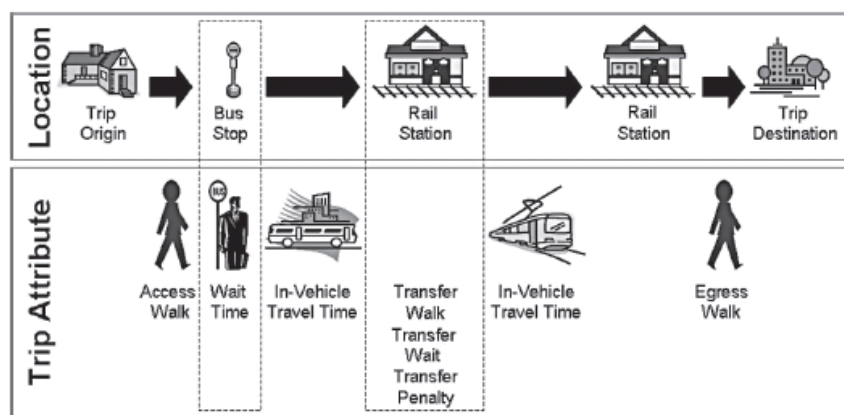 Location
Trip
Origin
Bus
Stop
Rail
Station
Rail
Station
Trip
Destination
Trip Attribute
Access
Walk
BUS
Wait
Time
In-Vehicle
Travel Time
Transfer
Walk
Transfer
Wait
Transfer
Penalty
In-Vehicle
Travel Time
Egress
Walk